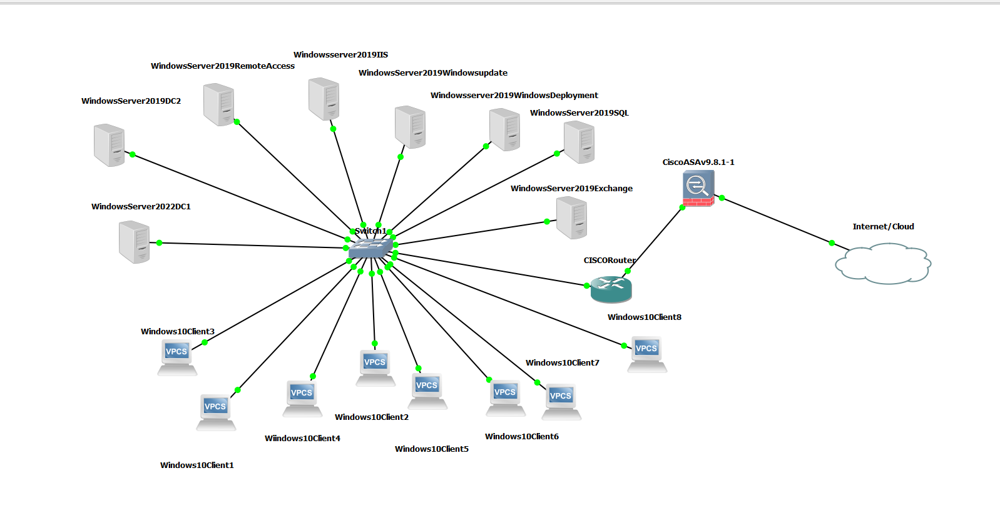 Windowsserver2019IIS
WindowsServer2019RemoteAccess
WindowsServer2019Windowsupdate
Windowsserver2019WindowsDeployment
WindowsServer2019DC2
WindowsServer2019SQL
CiscoASAv9.8.1-1
WindowsServer2019Exchange
WindowsServer2022DC1
Internet/Cloud
Switch1
CISCORouter
Windows10Client8
Windows10Client3
VPCS
VPCS
VPCS
Windows10Client7
VPCS
VPCS
VPCS
VPCS
VPCS
Windows10Client2
Wiindows10Client4
Windows10Client6
Windows10Client5
Windows10Client1